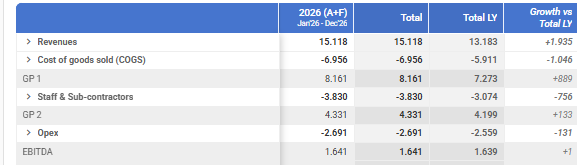 2026 (A+F) Total Total LY Growth vs
Jan'26 - Dec'26 Total LY
Revenues 15.118 15.118 13.183 +1.935
Cost of goods sold (COGS) -6.956 -6.956 -5.911 -1.046
GP 1 8.161 8.161 7.273 +889
Staff & Sub-contractors -3.830 -3.830 -3.074 -756
GP 2 4.331 4.331 4.199 +133
Opex -2.691 -2.691 -2.559 -131
EBITDA 1.641 1.641 1.639 +1